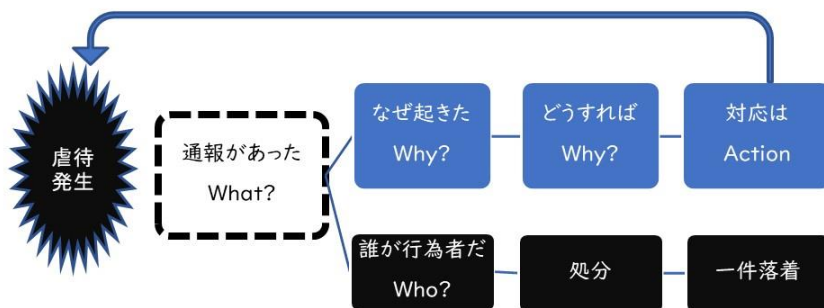 虐待
発生
通報があった
What?
なぜ起きた
Why?
どうすれば
Why?
対応は
Action
誰が行為者だ
Who?
処分
一件落着